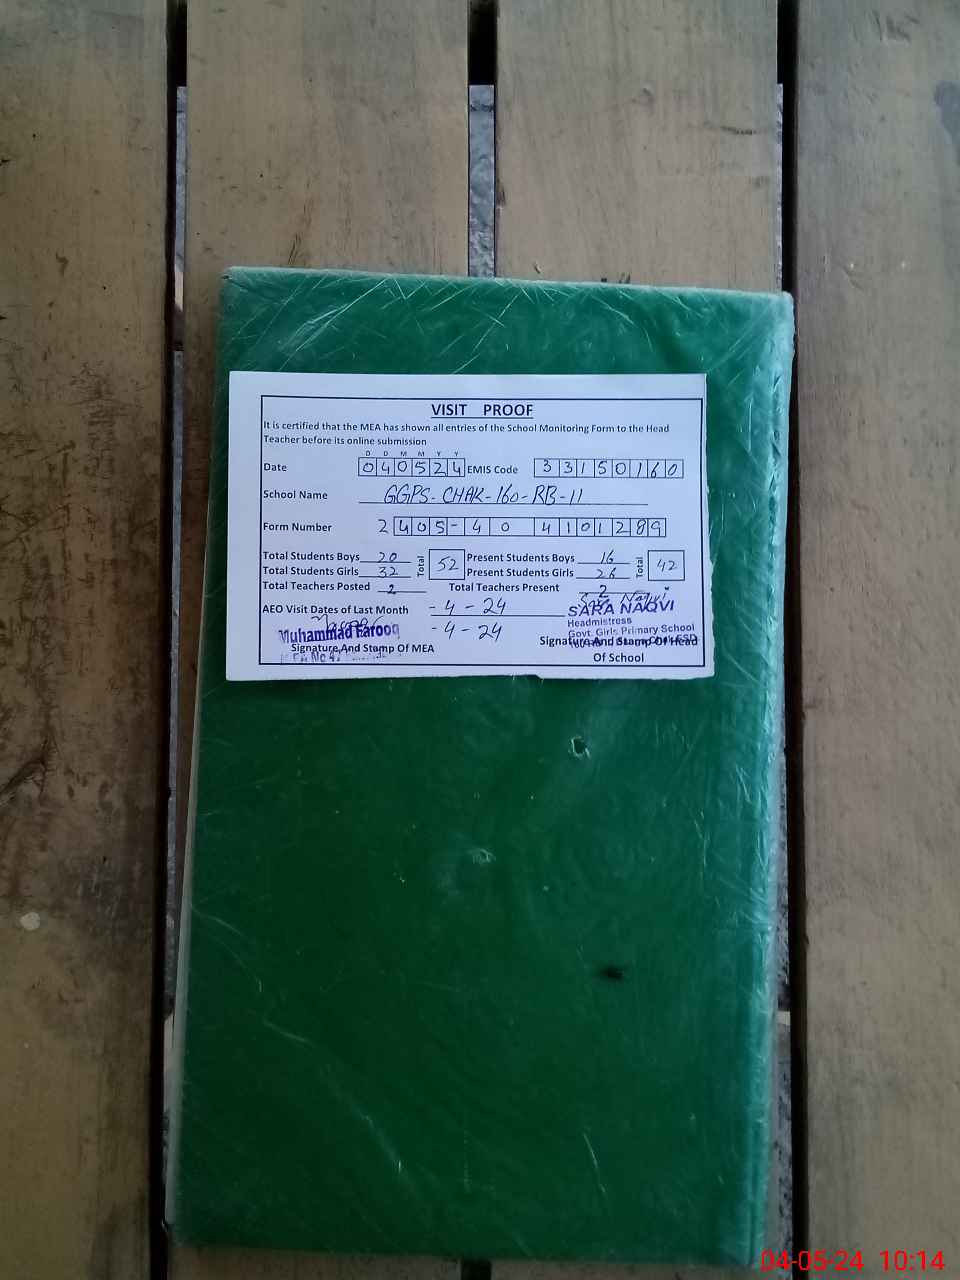 VISIT PROOF
It is certified that the MEA has shown all entries of the School Monitoring Form to the Head
Teacher before its online submission
D D M M Y Y
Date 0 4 0 5 2 4 EMIS Code 3 3 1 5 0 1 6 0
School Name GGPS-CHAK-160-RB-11
Form Number 2 4 0 5 - 4 0 4 1 0 1 2 8 9
Total Students Boys 20 Total 52 Present Students Boys 16 Total 42
Total Students Girls 32 Present Students Girls 26
Total Teachers Posted 2 Total Teachers Present 2
AEO Visit Dates of Last Month - 4 - 24
- 4 - 24
Muhammad Farooq
Signature And Stamp Of MEA
Sara Naqvi
SARA NAQVI
Headmistress
Govt. Girls Primary School
Signature And Stamp Of Head
Of School
04-05-24 10:14